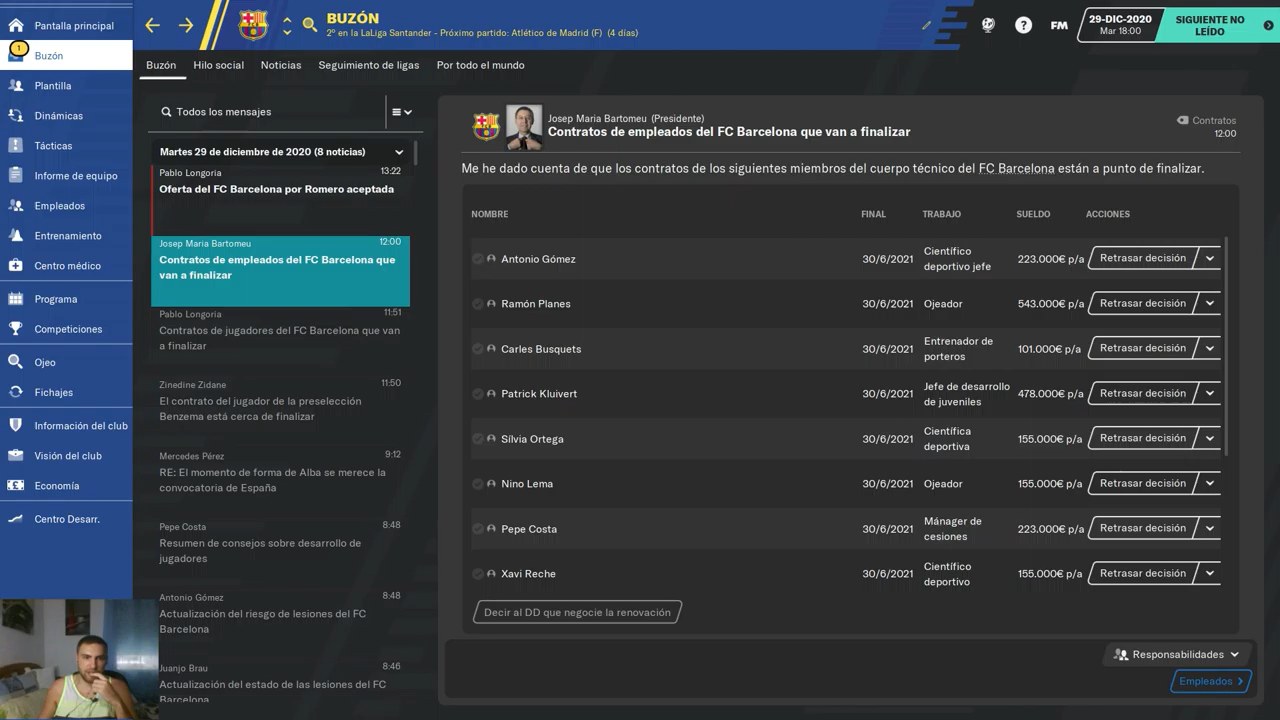 Pantalla principal
1
Buzón
Plantilla
Dinámicas
Tácticas
Informe de equipo
Empleados
Entrenamiento
Centro médico
Programa
Competiciones
Ojeo
Fichajes
Información del club
Visión del club
Economía
Centro Desarr.
BUZÓN
2º en la LaLiga Santander - Próximo partido: Atlético de Madrid (F) (4 días)
?
FM
29-DIC-2020
Mar 18:00
SIGUIENTE NO
LEÍDO
Buzón
Hilo social
Noticias
Seguimiento de ligas
Por todo el mundo
Todos los mensajes
Martes 29 de diciembre de 2020 (8 noticias)
Pablo Longoria 13:22
Oferta del FC Barcelona por Romero aceptada
Josep Maria Bartomeu 12:00
Contratos de empleados del FC Barcelona que
van a finalizar
Pablo Longoria 11:51
Contratos de jugadores del FC Barcelona que van
a finalizar
Zinedine Zidane 11:50
El contrato del jugador de la preselección
Benzema está cerca de finalizar
Mercedes Pérez 9:12
RE: El momento de forma de Alba se merece la
convocatoria de España
Pepe Costa 8:48
Resumen de consejos sobre desarrollo de
jugadores
Antonio Gómez 8:48
Actualización del riesgo de lesiones del FC
Barcelona
Juanjo Brau 8:46
Actualización del estado de las lesiones del FC
Barcelona
Josep Maria Bartomeu (Presidente)
Contratos de empleados del FC Barcelona que van a finalizar
Contratos
12:00
Me he dado cuenta de que los contratos de los siguientes miembros del cuerpo técnico del FC Barcelona están a punto de finalizar.
NOMBRE FINAL TRABAJO SUELDO ACCIONES
Antonio Gómez 30/6/2021 Científico deportivo jefe 223.000€ p/a Retrasar decisión
Ramón Planes 30/6/2021 Ojeador 543.000€ p/a Retrasar decisión
Carles Busquets 30/6/2021 Entrenador de porteros 101.000€ p/a Retrasar decisión
Patrick Kluivert 30/6/2021 Jefe de desarrollo de juveniles 478.000€ p/a Retrasar decisión
Sílvia Ortega 30/6/2021 Científica deportiva 155.000€ p/a Retrasar decisión
Nino Lema 30/6/2021 Ojeador 155.000€ p/a Retrasar decisión
Pepe Costa 30/6/2021 Mánager de cesiones 223.000€ p/a Retrasar decisión
Xavi Reche 30/6/2021 Científico deportivo 155.000€ p/a Retrasar decisión
Decir al DD que negocie la renovación
Responsabilidades
Empleados